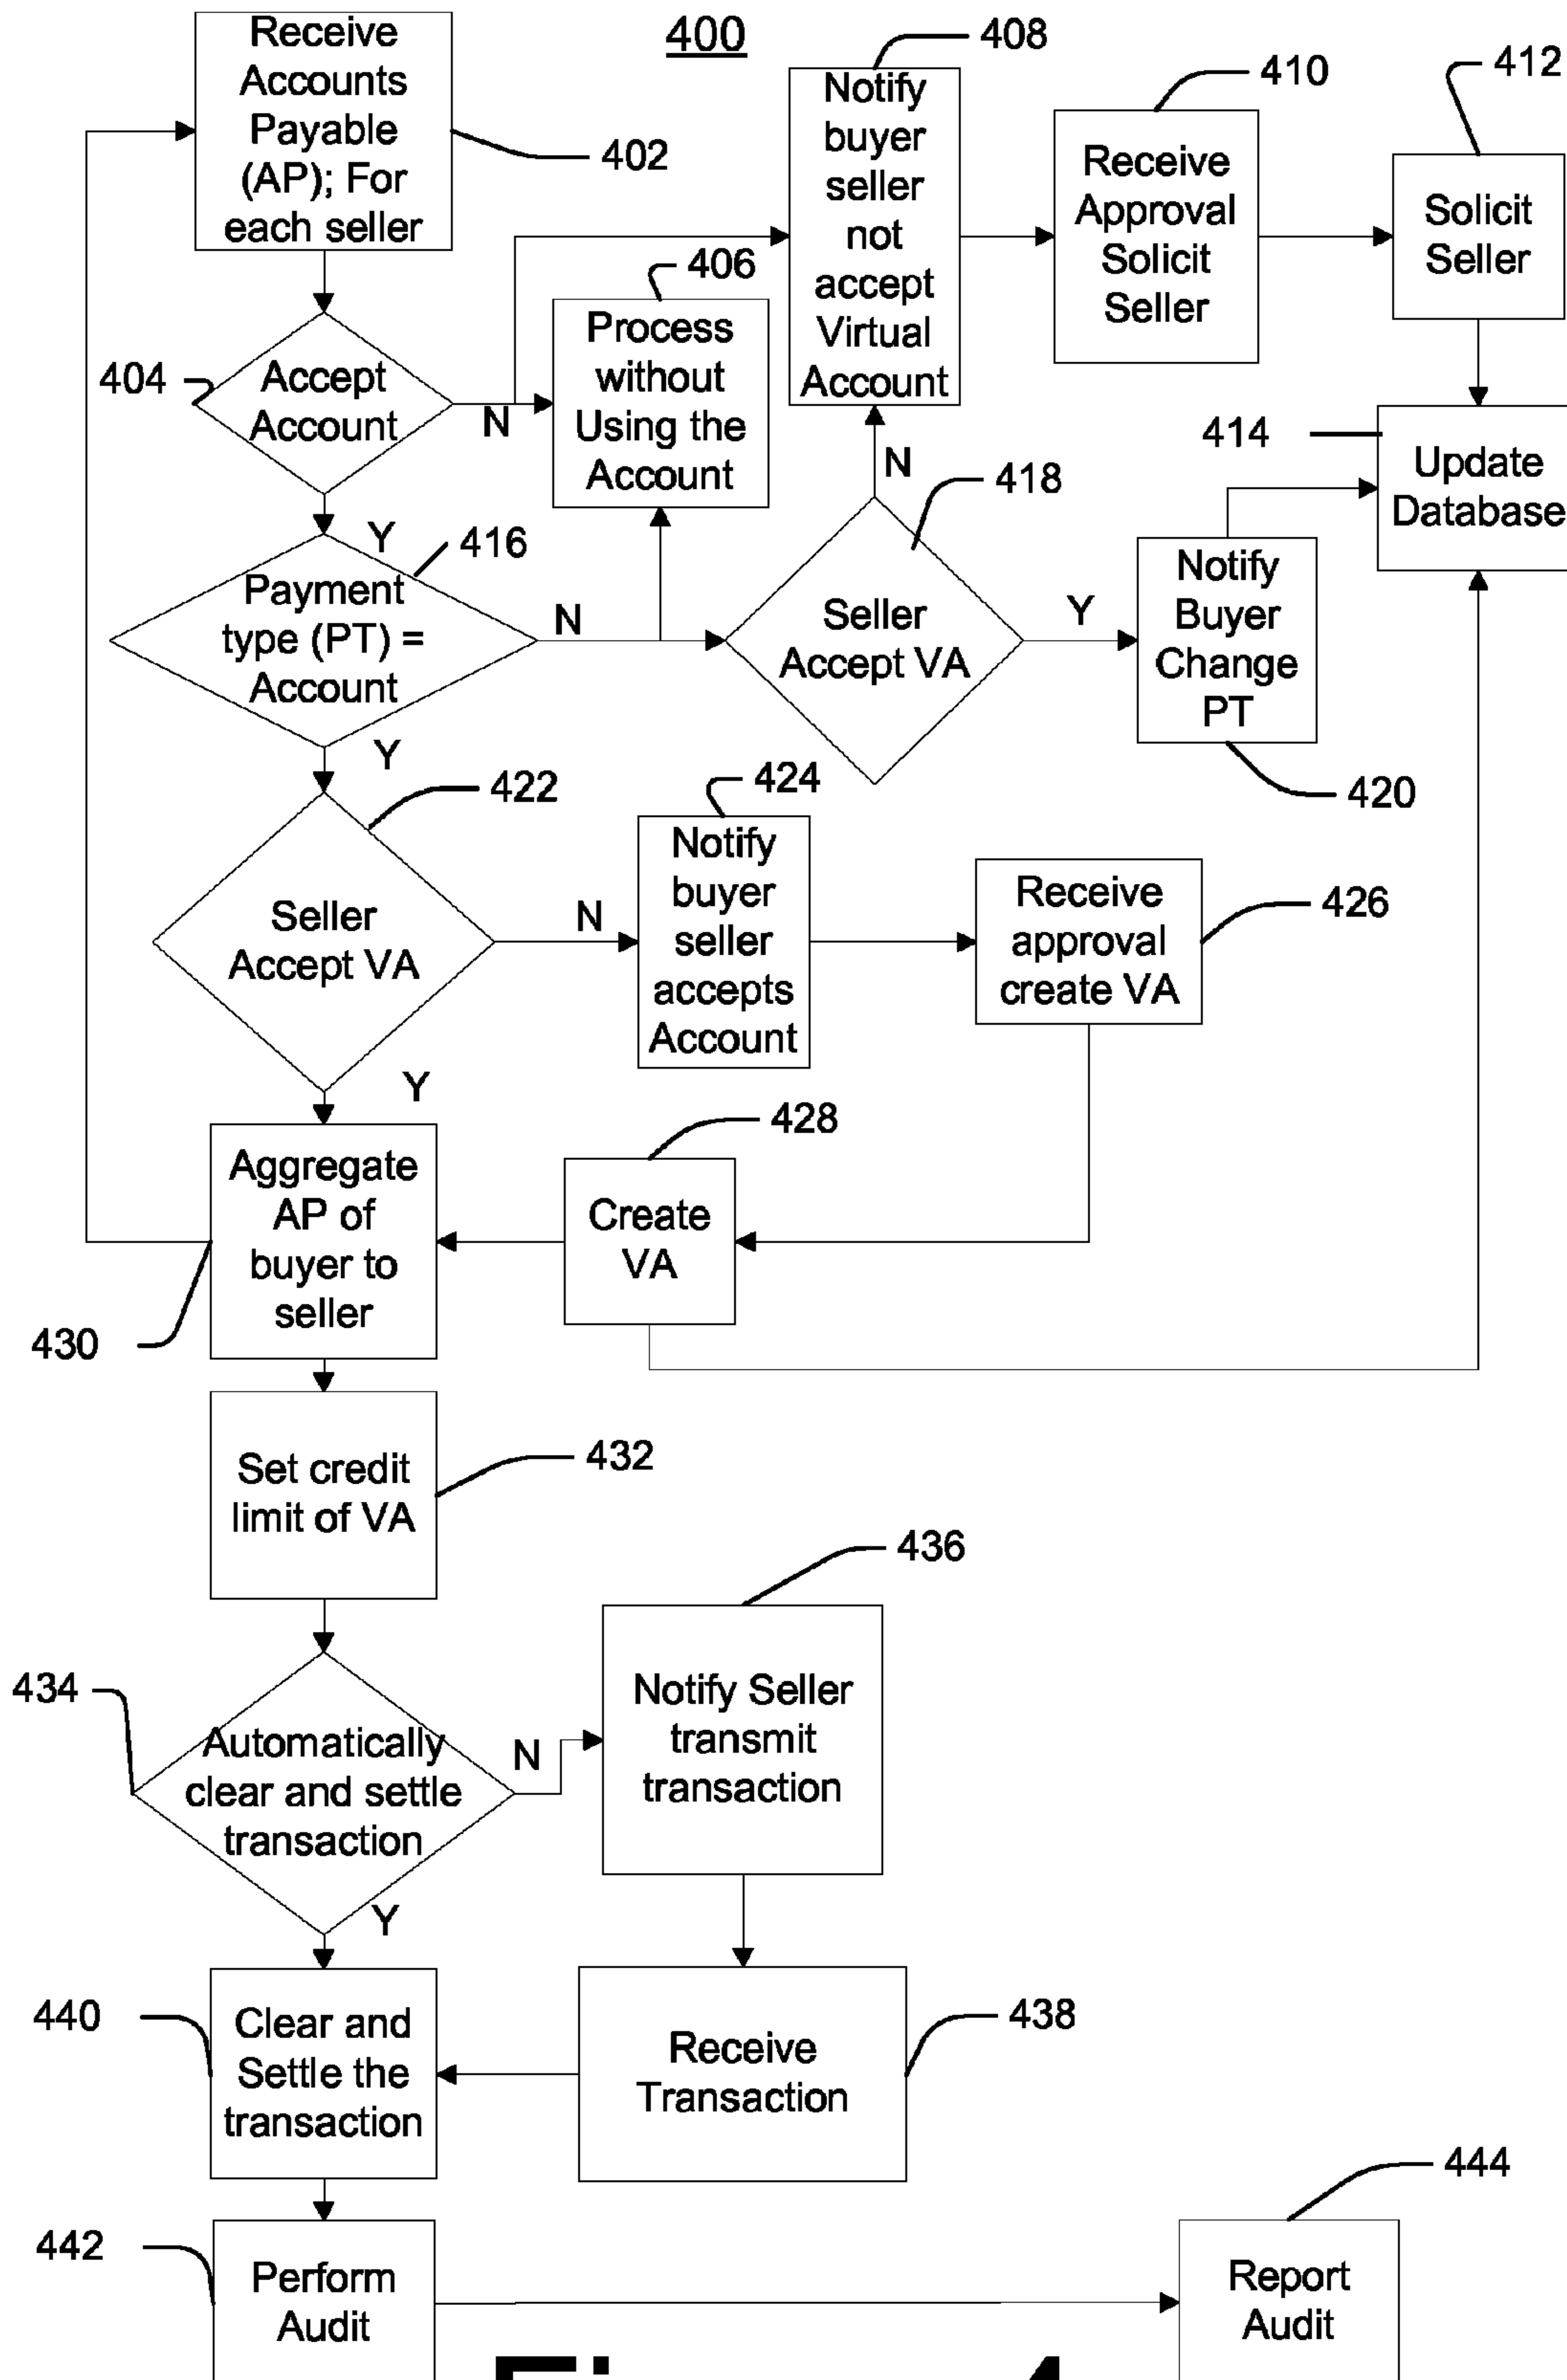 400
Receive
Accounts
Payable
(AP); For
each seller
402
408
Notify
buyer
seller
not
accept
Virtual
Account
410
Receive
Approval
Solicit
Seller
412
Solicit
Seller
404
Accept
Account
N
406
Process
without
Using the
Account
414
Update
Database
Y
416
Payment
type (PT) =
Account
N
N
418
Seller
Accept VA
Y
Notify
Buyer
Change
PT
420
Y
422
Seller
Accept VA
N
424
Notify
buyer
seller
accepts
Account
Receive
approval
create VA
426
Y
Aggregate
AP of
buyer to
seller
430
428
Create
VA
Set credit
limit of VA
432
434
Automatically
clear and settle
transaction
N
436
Notify Seller
transmit
transaction
Y
440
Clear and
Settle the
transaction
Receive
Transaction
438
442
Perform
Audit
444
Report
Audit